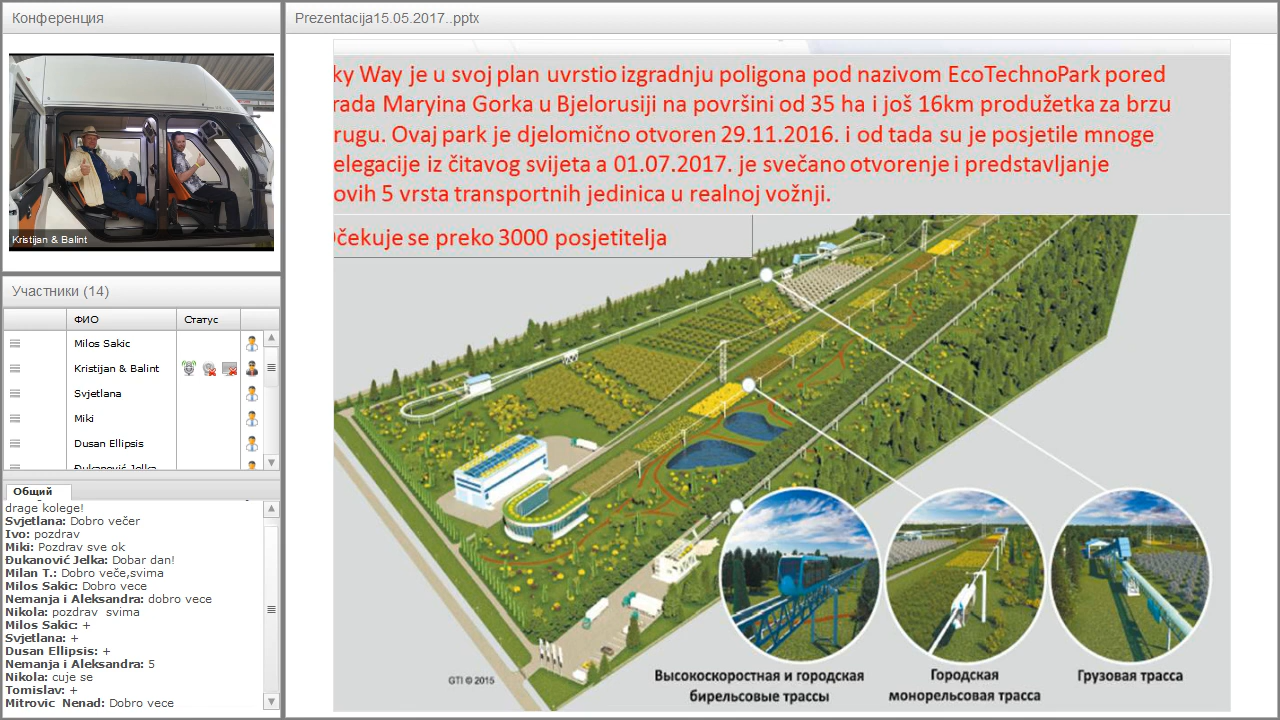 Конференция
Kristijan & Balint
Участники (14)
ФИО
Статус
Milos Sakic
Kristijan & Balint
Svjetlana
Miki
Dusan Ellipsis
Đukanović Jelka
Общий
drage kolege!
Svjetlana: Dobro večer
Ivo: pozdrav
Miki: Pozdrav sve ok
Đukanović Jelka: Dobar dan!
Milan T.: Dobro veče,svima
Milos Sakic: Dobro vece
Nemanja i Aleksandra: dobro vece
Nikola: pozdrav svima
Milos Sakic: +
Svjetlana: +
Dusan Ellipsis: +
Nemanja i Aleksandra: 5
Nikola: cuje se
Tomislav: +
Mitrovic Nenad: Dobro vece
Prezentacija15.05.2017..pptx
ky Way je u svoj plan uvrstio izgradnju poligona pod nazivom EcoTechnoPark pored
rada Maryina Gorka u Bjelorusiji na površini od 35 ha i još 16km produžetka za brzu
rugu. Ovaj park je djelomično otvoren 29.11.2016. i od tada su je posjetile mnoge
elegacije iz čitavog svijeta a 01.07.2017. je svečano otvorenje i predstavljanje
ovih 5 vrsta transportnih jedinica u realnoj vožnji.
čekuje se preko 3000 posjetitelja
GTI © 2015
Высокоскоростная и городская
бирельсовые трассы
Городская
монорельсовая трасса
Грузовая трасса